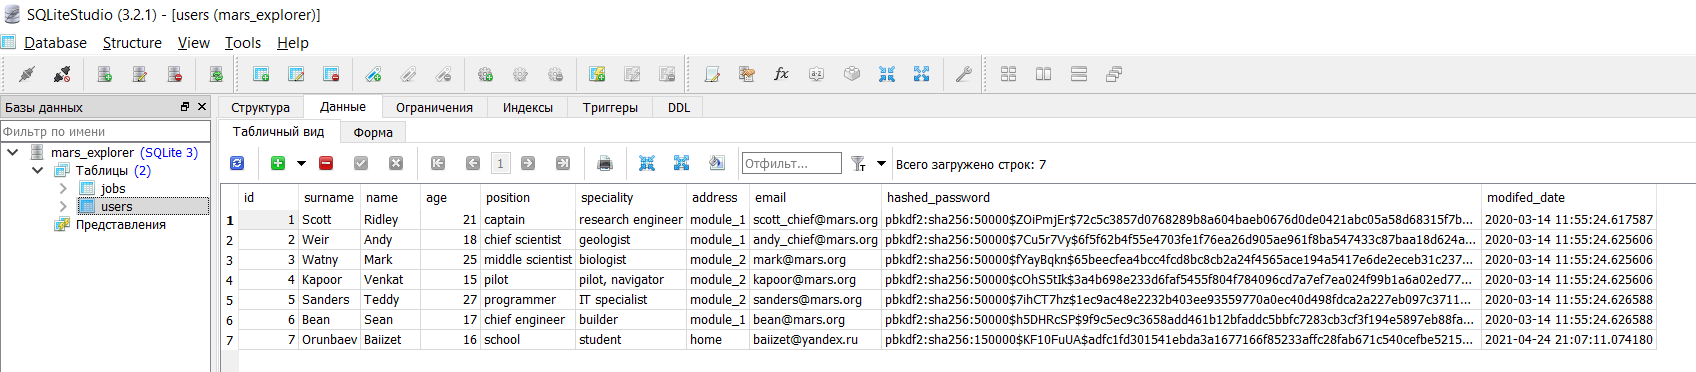 SQLiteStudio (3.2.1) - [users (mars_explorer)]
Database Structure View Tools Help
Базы данных
Структура Данные Ограничения Индексы Триггеры DDL
Фильтр по имени
Табличный вид Форма
mars_explorer (SQLite 3)
Таблицы (2)
jobs
users
Представления
1 Отфильт... Всего загружено строк: 7
id surname name age position speciality address email hashed_password modifed_date
1 1 Scott Ridley 21 captain research engineer module_1 scott_chief@mars.org pbkdf2:sha256:50000$ZOiPmjEr$72c5c3857d0768289b8a604baeb0676d0de0421abc05a58d68315f7b... 2020-03-14 11:55:24.617587
2 2 Weir Andy 18 chief scientist geologist module_1 andy_chief@mars.org pbkdf2:sha256:50000$7Cu5r7Vy$6f5f62b4f55e4703fe1f76ea26d905ae961f8ba547433c87baa18d624a... 2020-03-14 11:55:24.625606
3 3 Watny Mark 25 middle scientist biologist module_2 mark@mars.org pbkdf2:sha256:50000$fYayBqkn$65beecfea4bcc4fcd8bc8cb2a24f4565ace194a5417e6de2eceb31c237... 2020-03-14 11:55:24.625606
4 4 Kapoor Venkat 15 pilot pilot, navigator module_2 kapoor@mars.org pbkdf2:sha256:50000$cOhS5tIk$3a4b698e233d6faf5455f804f784096cd7a7ef7ea024f99b1a6a02ed77... 2020-03-14 11:55:24.625606
5 5 Sanders Teddy 27 programmer IT specialist module_2 sanders@mars.org pbkdf2:sha256:50000$7ihCT7hz$1ec9ac48e2232b403ee93559770a0ec40d498fdca2a227eb097c3711... 2020-03-14 11:55:24.626588
6 6 Bean Sean 17 chief engineer builder module_1 bean@mars.org pbkdf2:sha256:50000$h5DHRcSP$9f9c5ec9c3658add461b12bfaddc5bbfc7283cb3cf3f194e5897eb88fa... 2020-03-14 11:55:24.626588
7 7 Orunbaev Baiizet 16 school student home baiizet@yandex.ru pbkdf2:sha256:150000$KF10FuUA$adfc1fd301541ebda3a1677166f85233affc28fab671c540cefbe5215... 2021-04-24 21:07:11.074180